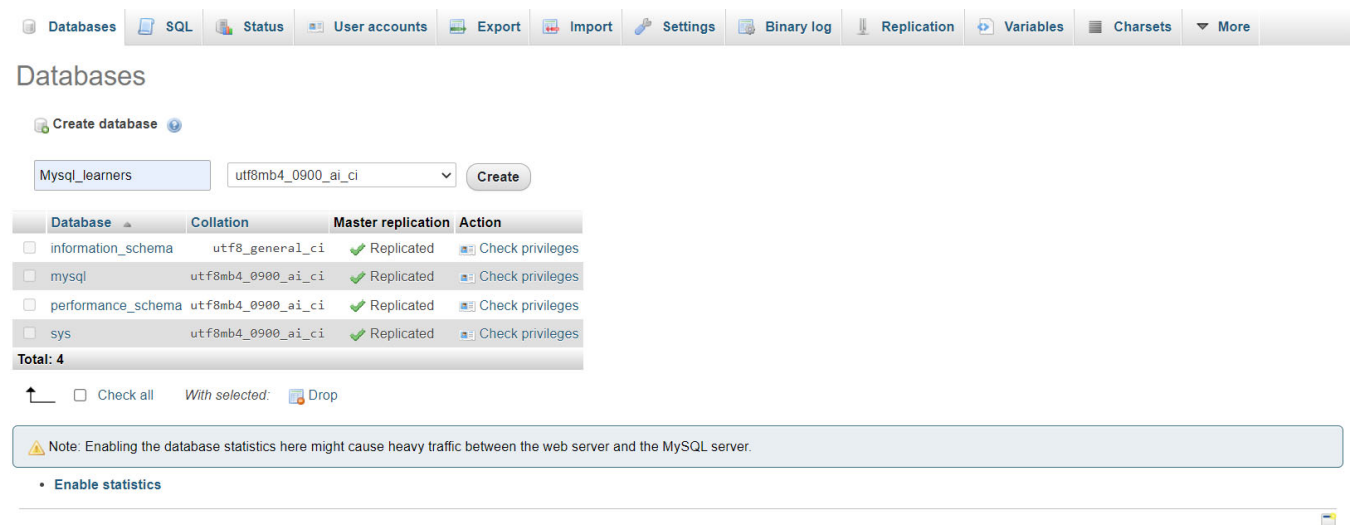 Databases SQL Status User accounts Export Import Settings Binary log Replication Variables Charsets More
Databases
Create database
Mysql_learners utf8mb4_0900_ai_ci Create
Database Collation Master replication Action
information_schema utf8_general_ci Replicated Check privileges
mysql utf8mb4_0900_ai_ci Replicated Check privileges
performance_schema utf8mb4_0900_ai_ci Replicated Check privileges
sys utf8mb4_0900_ai_ci Replicated Check privileges
Total: 4
Check all With selected: Drop
Note: Enabling the database statistics here might cause heavy traffic between the web server and the MySQL server.
• Enable statistics